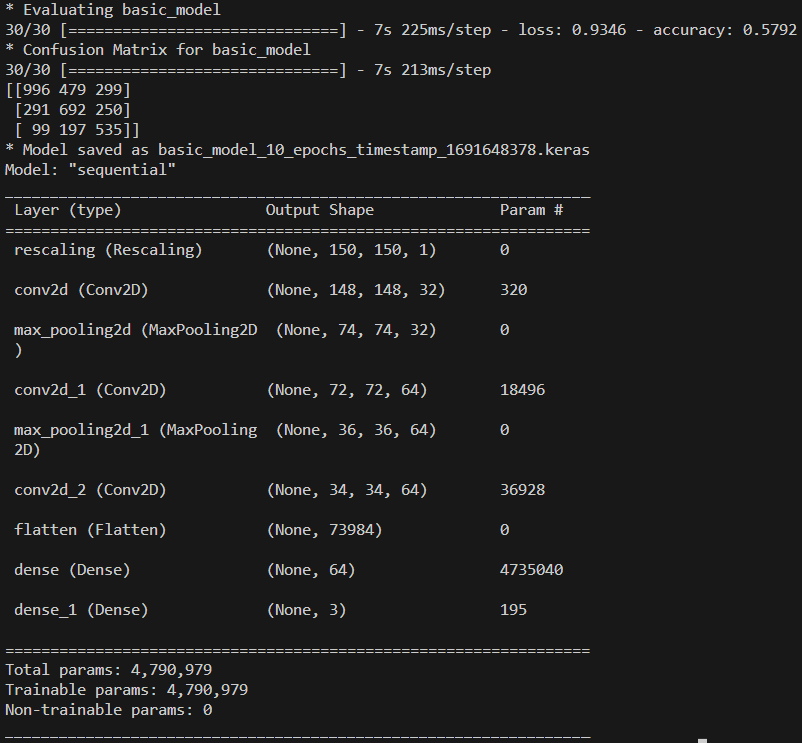 * Evaluating basic_model
30/30 [==============================] - 7s 225ms/step - loss: 0.9346 - accuracy: 0.5792
* Confusion Matrix for basic_model
30/30 [==============================] - 7s 213ms/step
[[996 479 299]
 [291 692 250]
 [ 99 197 535]]
* Model saved as basic_model_10_epochs_timestamp_1691648378.keras
Model: "sequential"
_________________________________________________________________
 Layer (type)                Output Shape              Param #
=================================================================
 rescaling (Rescaling)       (None, 150, 150, 1)       0
 conv2d (Conv2D)             (None, 148, 148, 32)      320
 max_pooling2d (MaxPooling2D  (None, 74, 74, 32)       0
 )
 conv2d_1 (Conv2D)           (None, 72, 72, 64)        18496
 max_pooling2d_1 (MaxPooling  (None, 36, 36, 64)       0
 2D)
 conv2d_2 (Conv2D)           (None, 34, 34, 64)        36928
 flatten (Flatten)           (None, 73984)             0
 dense (Dense)               (None, 64)                4735040
 dense_1 (Dense)             (None, 3)                 195
=================================================================
Total params: 4,790,979
Trainable params: 4,790,979
Non-trainable params: 0
_________________________________________________________________